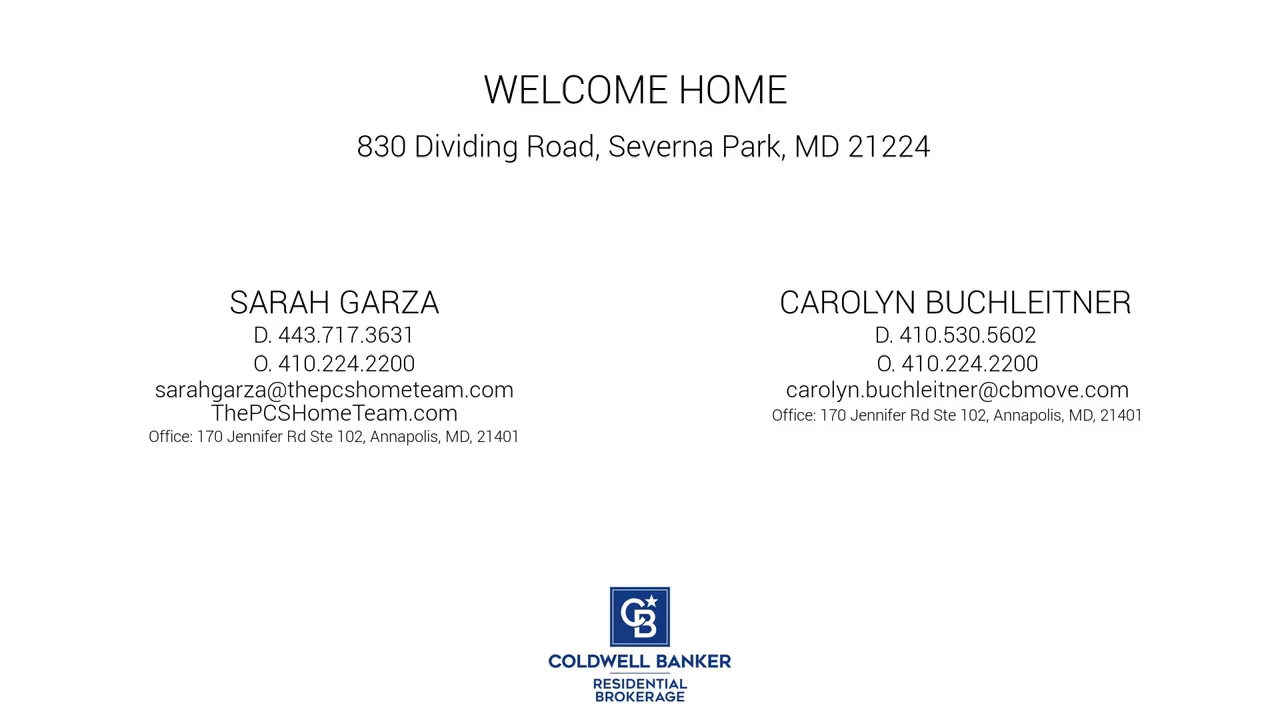 WELCOME HOME
830 Dividing Road, Severna Park, MD 21224
SARAH GARZA
D. 443.717.3631
O. 410.224.2200
sarahgarza@thepcshometeam.com
ThePCSHomeTeam.com
Office: 170 Jennifer Rd Ste 102, Annapolis, MD, 21401
CAROLYN BUCHLEITNER
D. 410.530.5602
O. 410.224.2200
carolyn.buchleitner@cbmove.com
Office: 170 Jennifer Rd Ste 102, Annapolis, MD, 21401
CB
COLDWELL BANKER
RESIDENTIAL
BROKERAGE